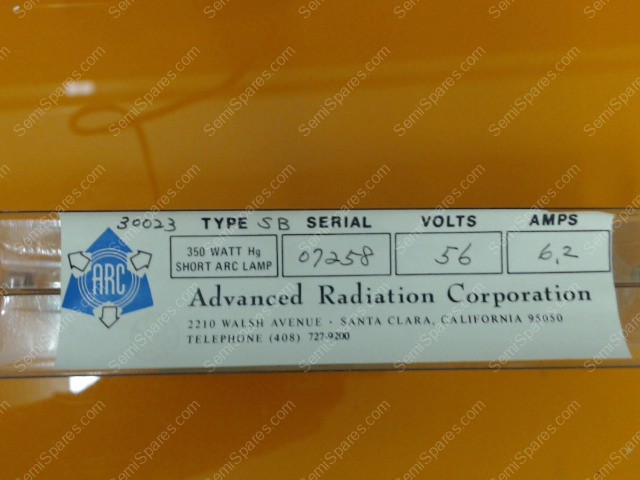 30023 TYPE SB SERIAL VOLTS AMPS
350 WATT Hg
SHORT ARC LAMP
07258 56 6.2
ARC
Advanced Radiation Corporation
2210 WALSH AVENUE · SANTA CLARA, CALIFORNIA 95050
TELEPHONE (408) 727-9200
SemiSpares.com